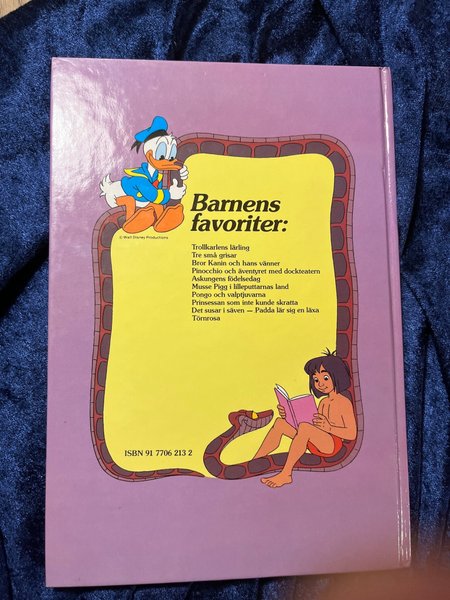 Barnens
favoriter:
© Walt Disney Productions
Trollkarlens lärling
Tre små grisar
Bror Kanin och hans vänner
Pinocchio och äventyret med dockteatern
Askungens födelsedag
Musse Pigg i lilleputtarnas land
Pongo och valptjuvarna
Prinsessan som inte kunde skratta
Det susar i säven — Padda lär sig en läxa
Törnrosa
ISBN 91 7706 213 2